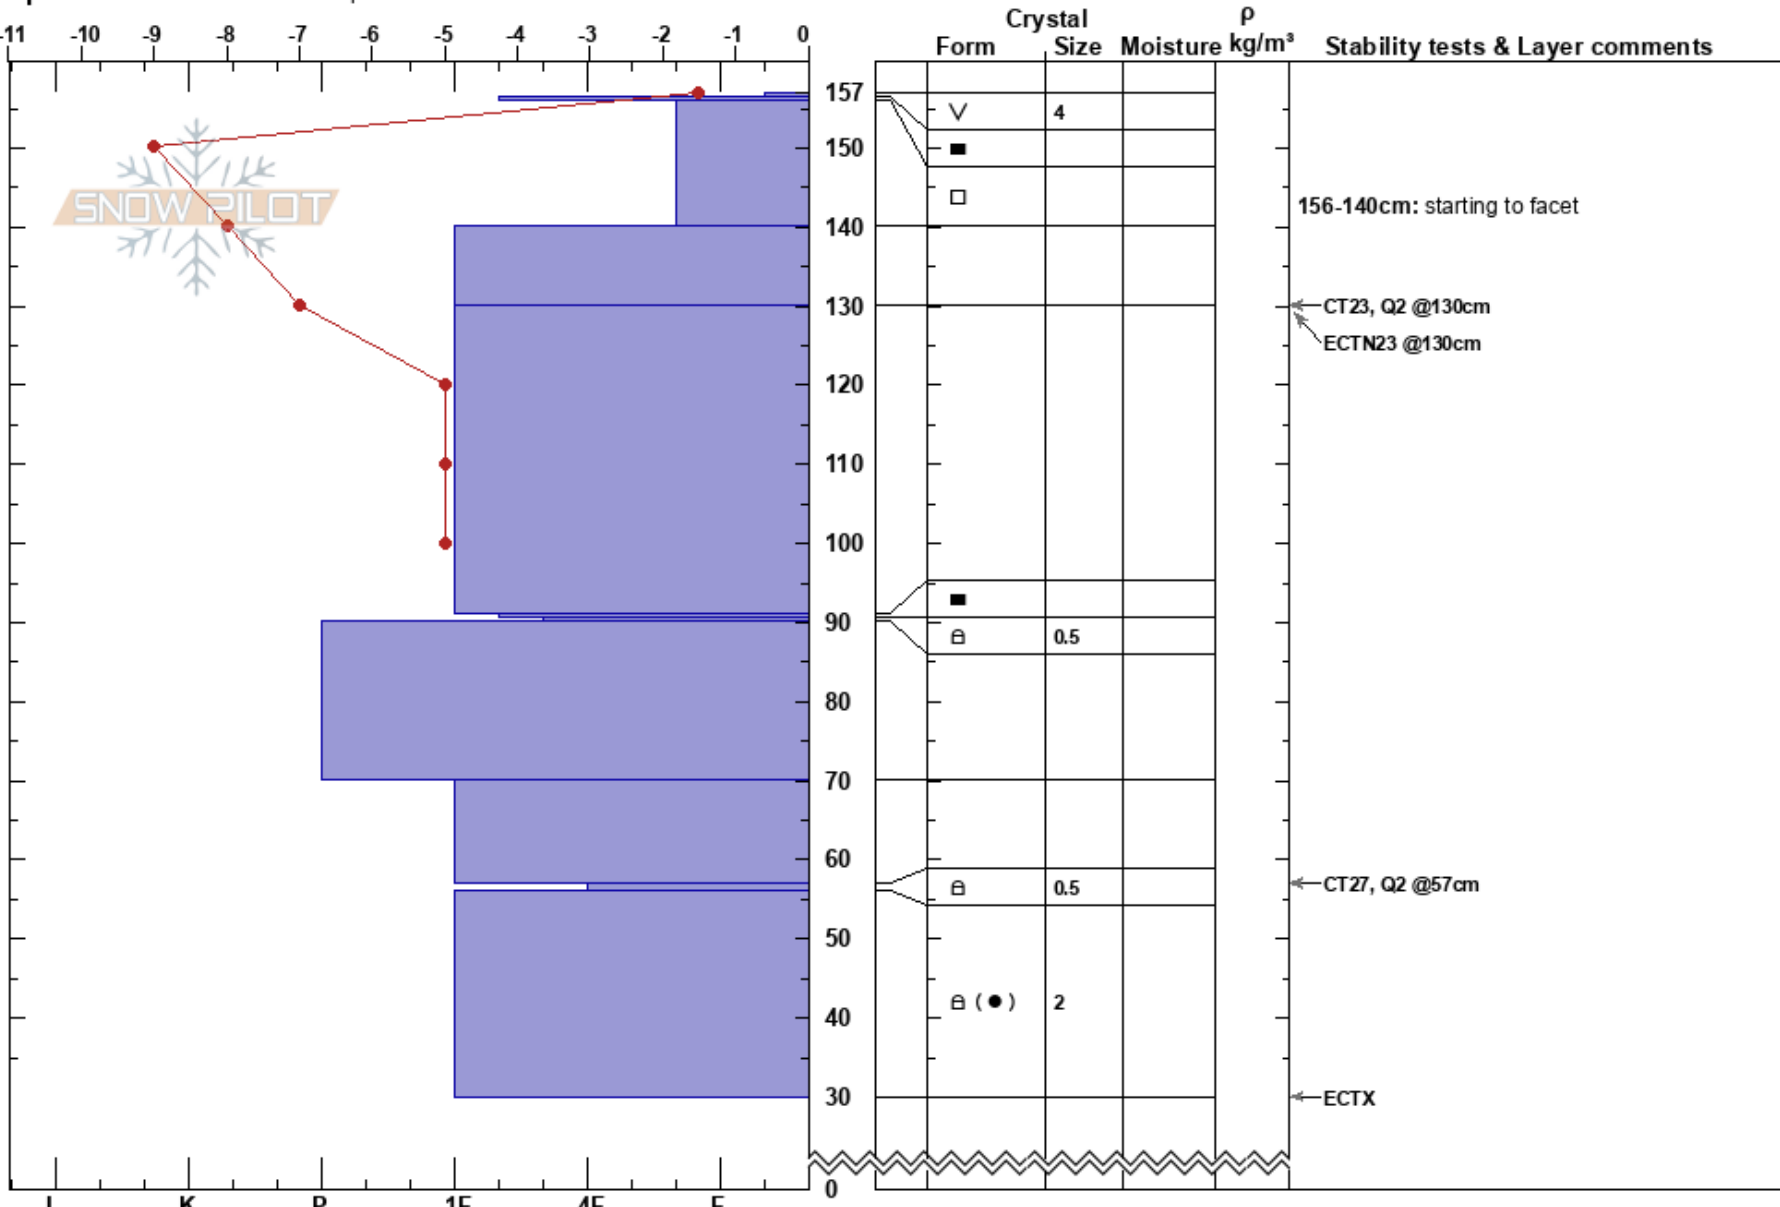 Crystal ρ
-11 -10 -9 -8 -7 -6 -5 -4 -3 -2 -1 0
Form Size Moisture kg/m³ Stability tests & Layer comments
157
4
150
SNOW PILOT
156-140cm: starting to facet
140
130
CT23, Q2 @130cm
ECTN23 @130cm
120
110
100
90
0.5
80
70
60
0.5
CT27, Q2 @57cm
50
2
40
30
ECTX
0
I K P 1F 4F F